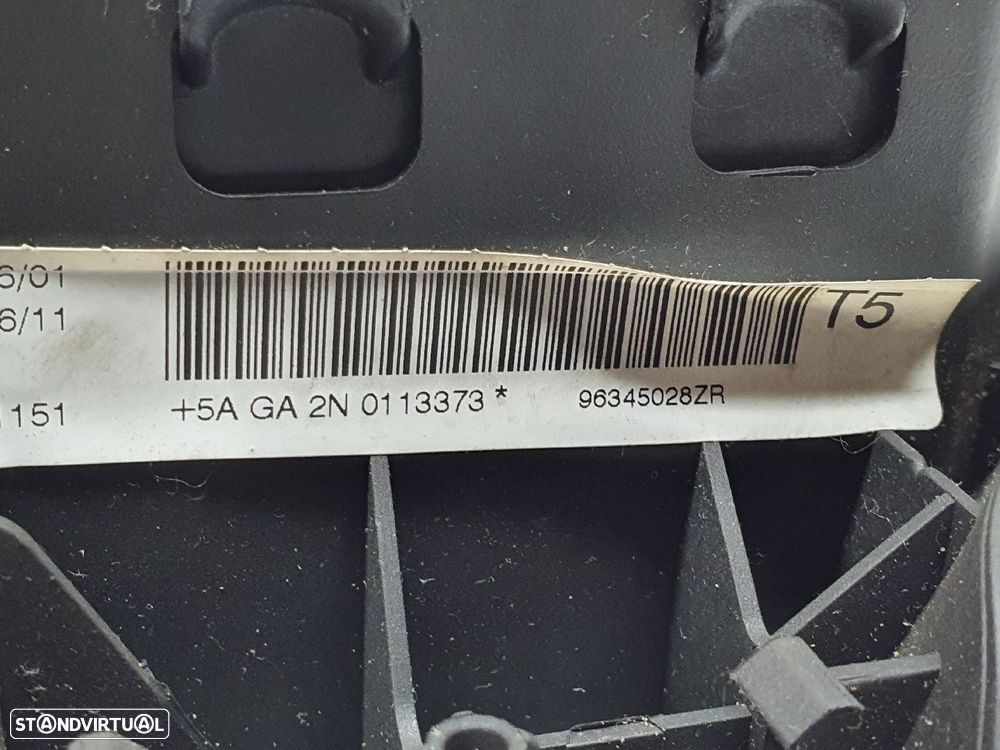 6/01
6/11
T5
1151
+5A GA 2N 0113373 *
96345028ZR
STANDVIRTUAL